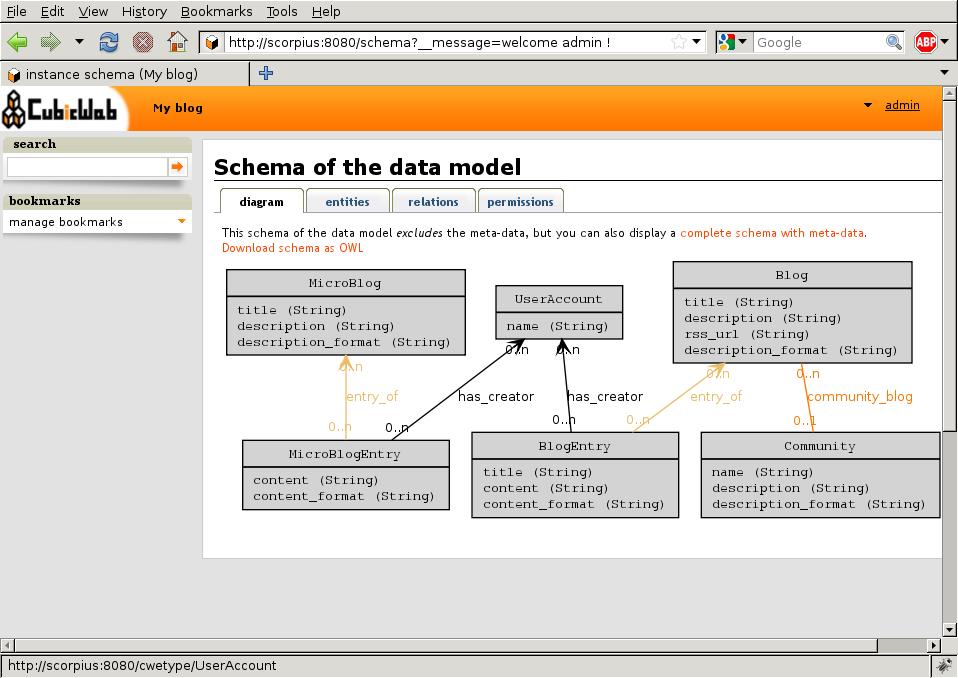 File Edit View History Bookmarks Tools Help
http://scorpius:8080/schema?__message=welcome admin !
Google
ABP
instance schema (My blog)
CubicWeb
My blog
admin
search
bookmarks
manage bookmarks
Schema of the data model
diagram entities relations permissions
This schema of the data model excludes the meta-data, but you can also display a complete schema with meta-data.
Download schema as OWL
MicroBlog
title (String)
description (String)
description_format (String)
UserAccount
name (String)
Blog
title (String)
description (String)
rss_url (String)
description_format (String)
0..n
0..n
0..n
0..n
0..n
entry_of
has_creator
has_creator
entry_of
community_blog
0..n
0..n
0..n
0..n
0..1
MicroBlogEntry
content (String)
content_format (String)
BlogEntry
title (String)
content (String)
content_format (String)
Community
name (String)
description (String)
description_format (String)
http://scorpius:8080/cwetype/UserAccount